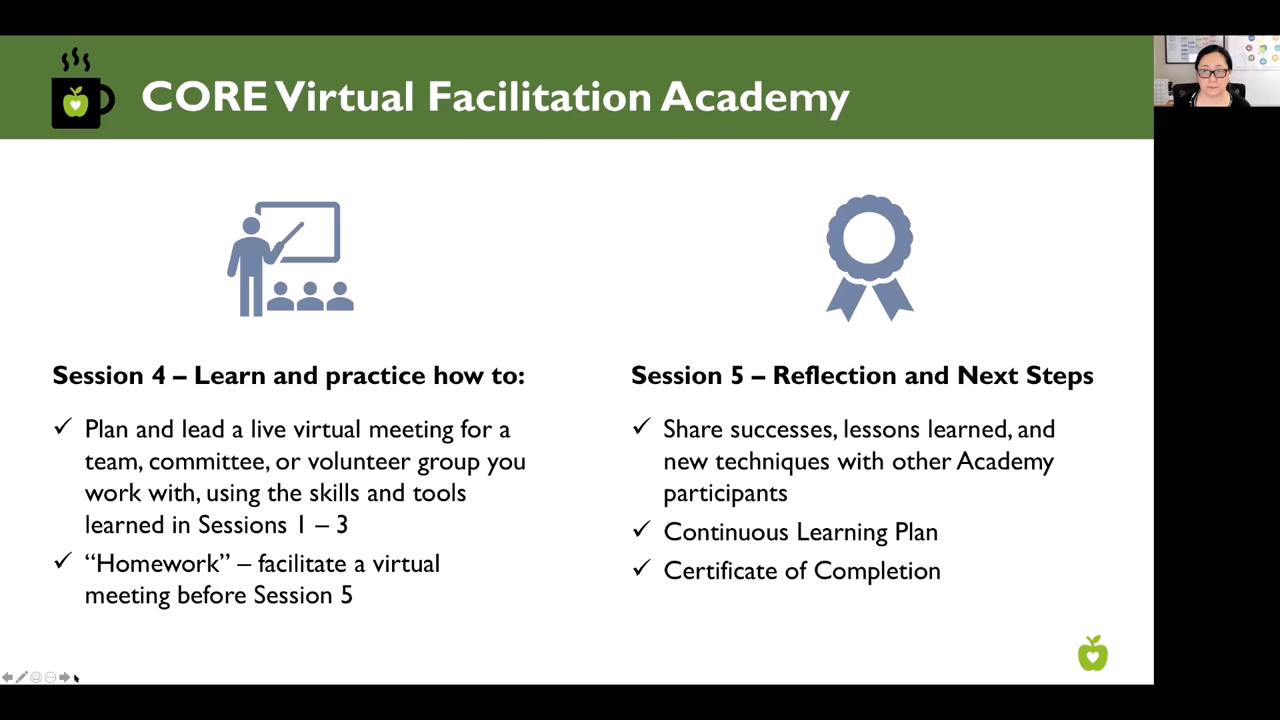 CORE Virtual Facilitation Academy
Session 4 – Learn and practice how to:
✓ Plan and lead a live virtual meeting for a
team, committee, or volunteer group you
work with, using the skills and tools
learned in Sessions 1 – 3
✓ “Homework” – facilitate a virtual
meeting before Session 5
Session 5 – Reflection and Next Steps
✓ Share successes, lessons learned, and
new techniques with other Academy
participants
✓ Continuous Learning Plan
✓ Certificate of Completion